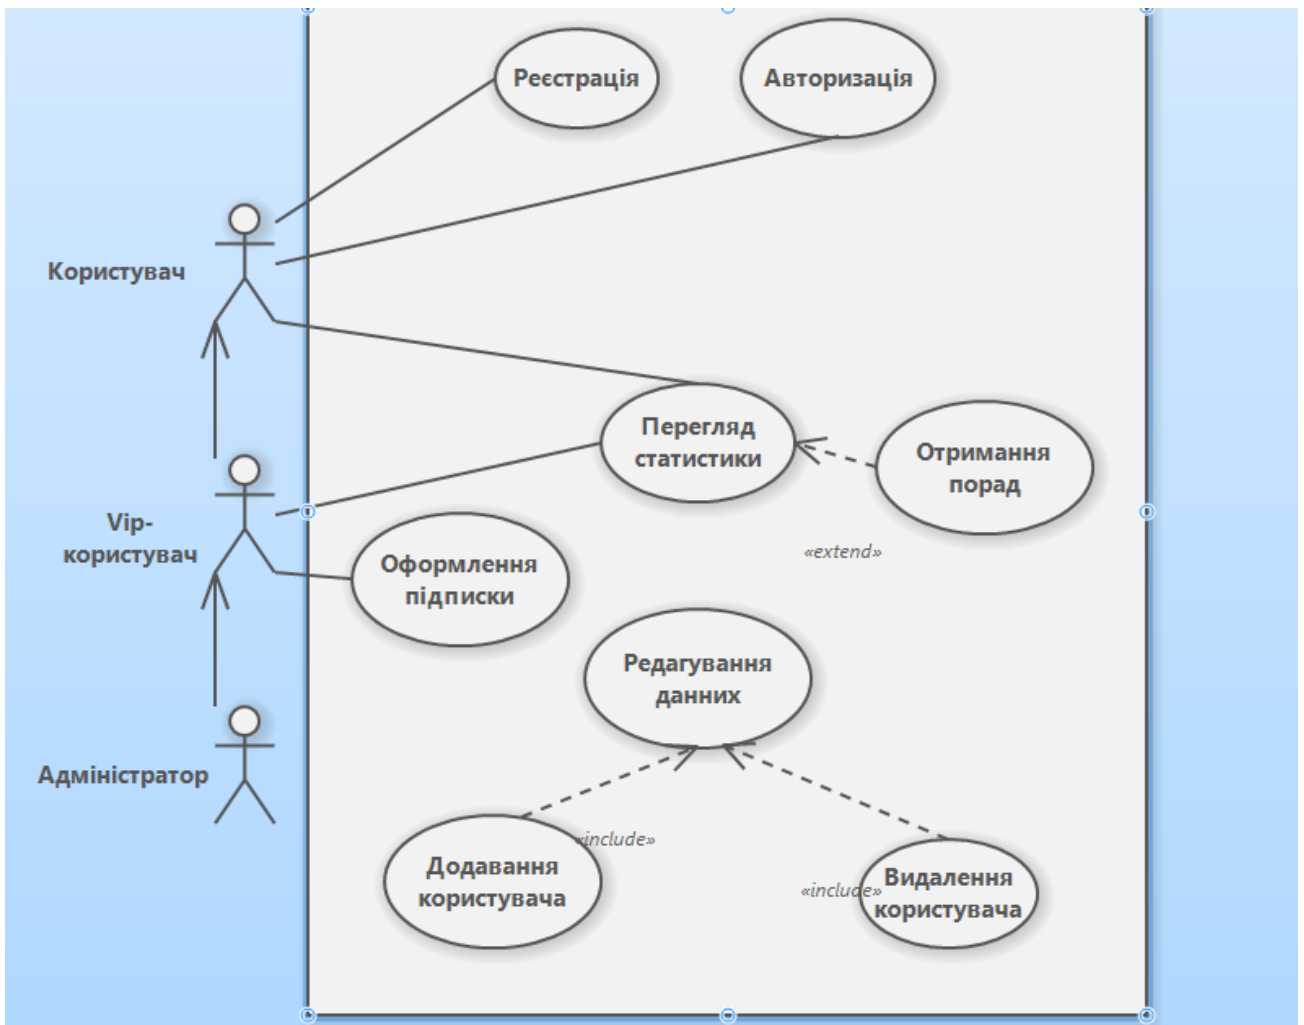 Реєстрація
Авторизація
Користувач
Перегляд
статистики
Отримання
порад
Vip-
користувач
«extend»
Оформлення
підписки
Редагування
данних
Адміністратор
«include»
Додавання
користувача
«include»
Видалення
користувача